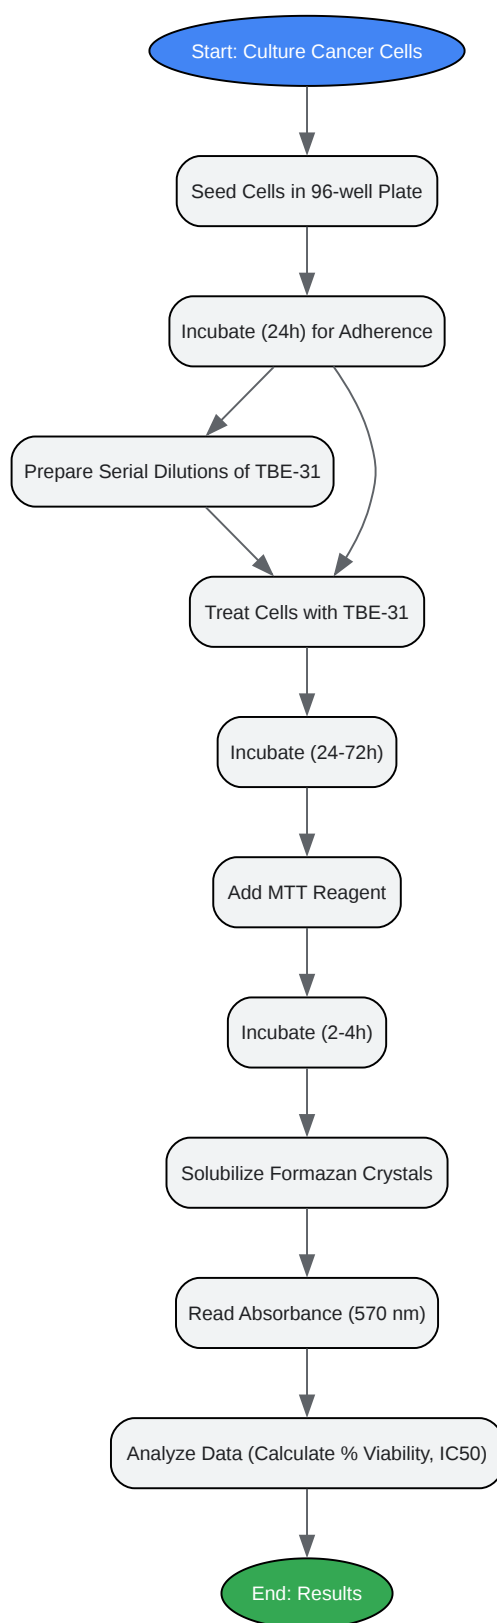 Start: Culture Cancer Cells
Seed Cells in 96-well Plate
Incubate (24h) for Adherence
Prepare Serial Dilutions of TBE-31
Treat Cells with TBE-31
Incubate (24-72h)
Add MTT Reagent
Incubate (2-4h)
Solubilize Formazan Crystals
Read Absorbance (570 nm)
Analyze Data (Calculate % Viability, IC50)
End: Results